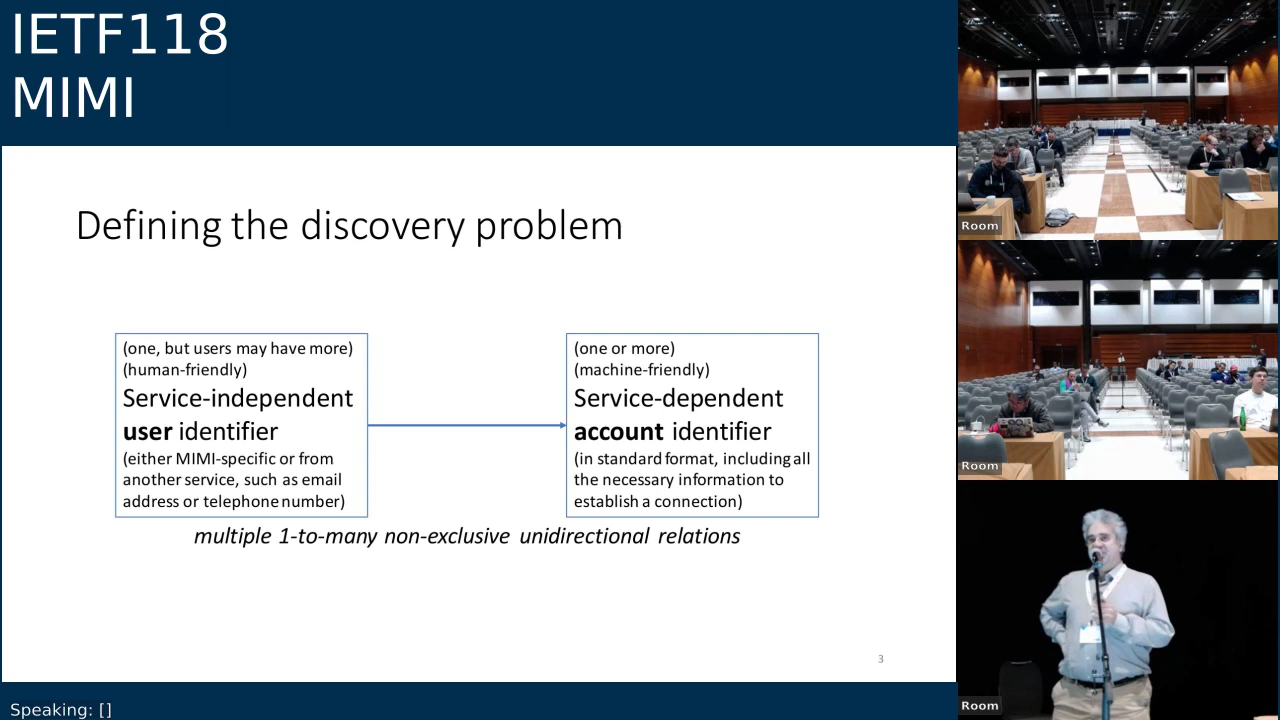 IETF118
MIMI
Defining the discovery problem
(one, but users may have more)
(human-friendly)
Service-independent
user identifier
(either MIMI-specific or from
another service, such as email
address or telephone number)
(one or more)
(machine-friendly)
Service-dependent
account identifier
(in standard format, including all
the necessary information to
establish a connection)
multiple 1-to-many non-exclusive unidirectional relations
3
Speaking: []
Room
Room
Room